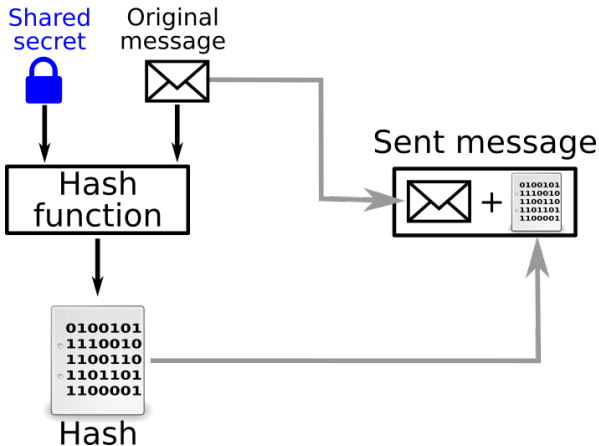 Shared
secret
Original
message
Hash
function
Sent message
+
0100101
1110010
1100110
1101101
1100001
0100101
1110010
1100110
1101101
1100001
Hash